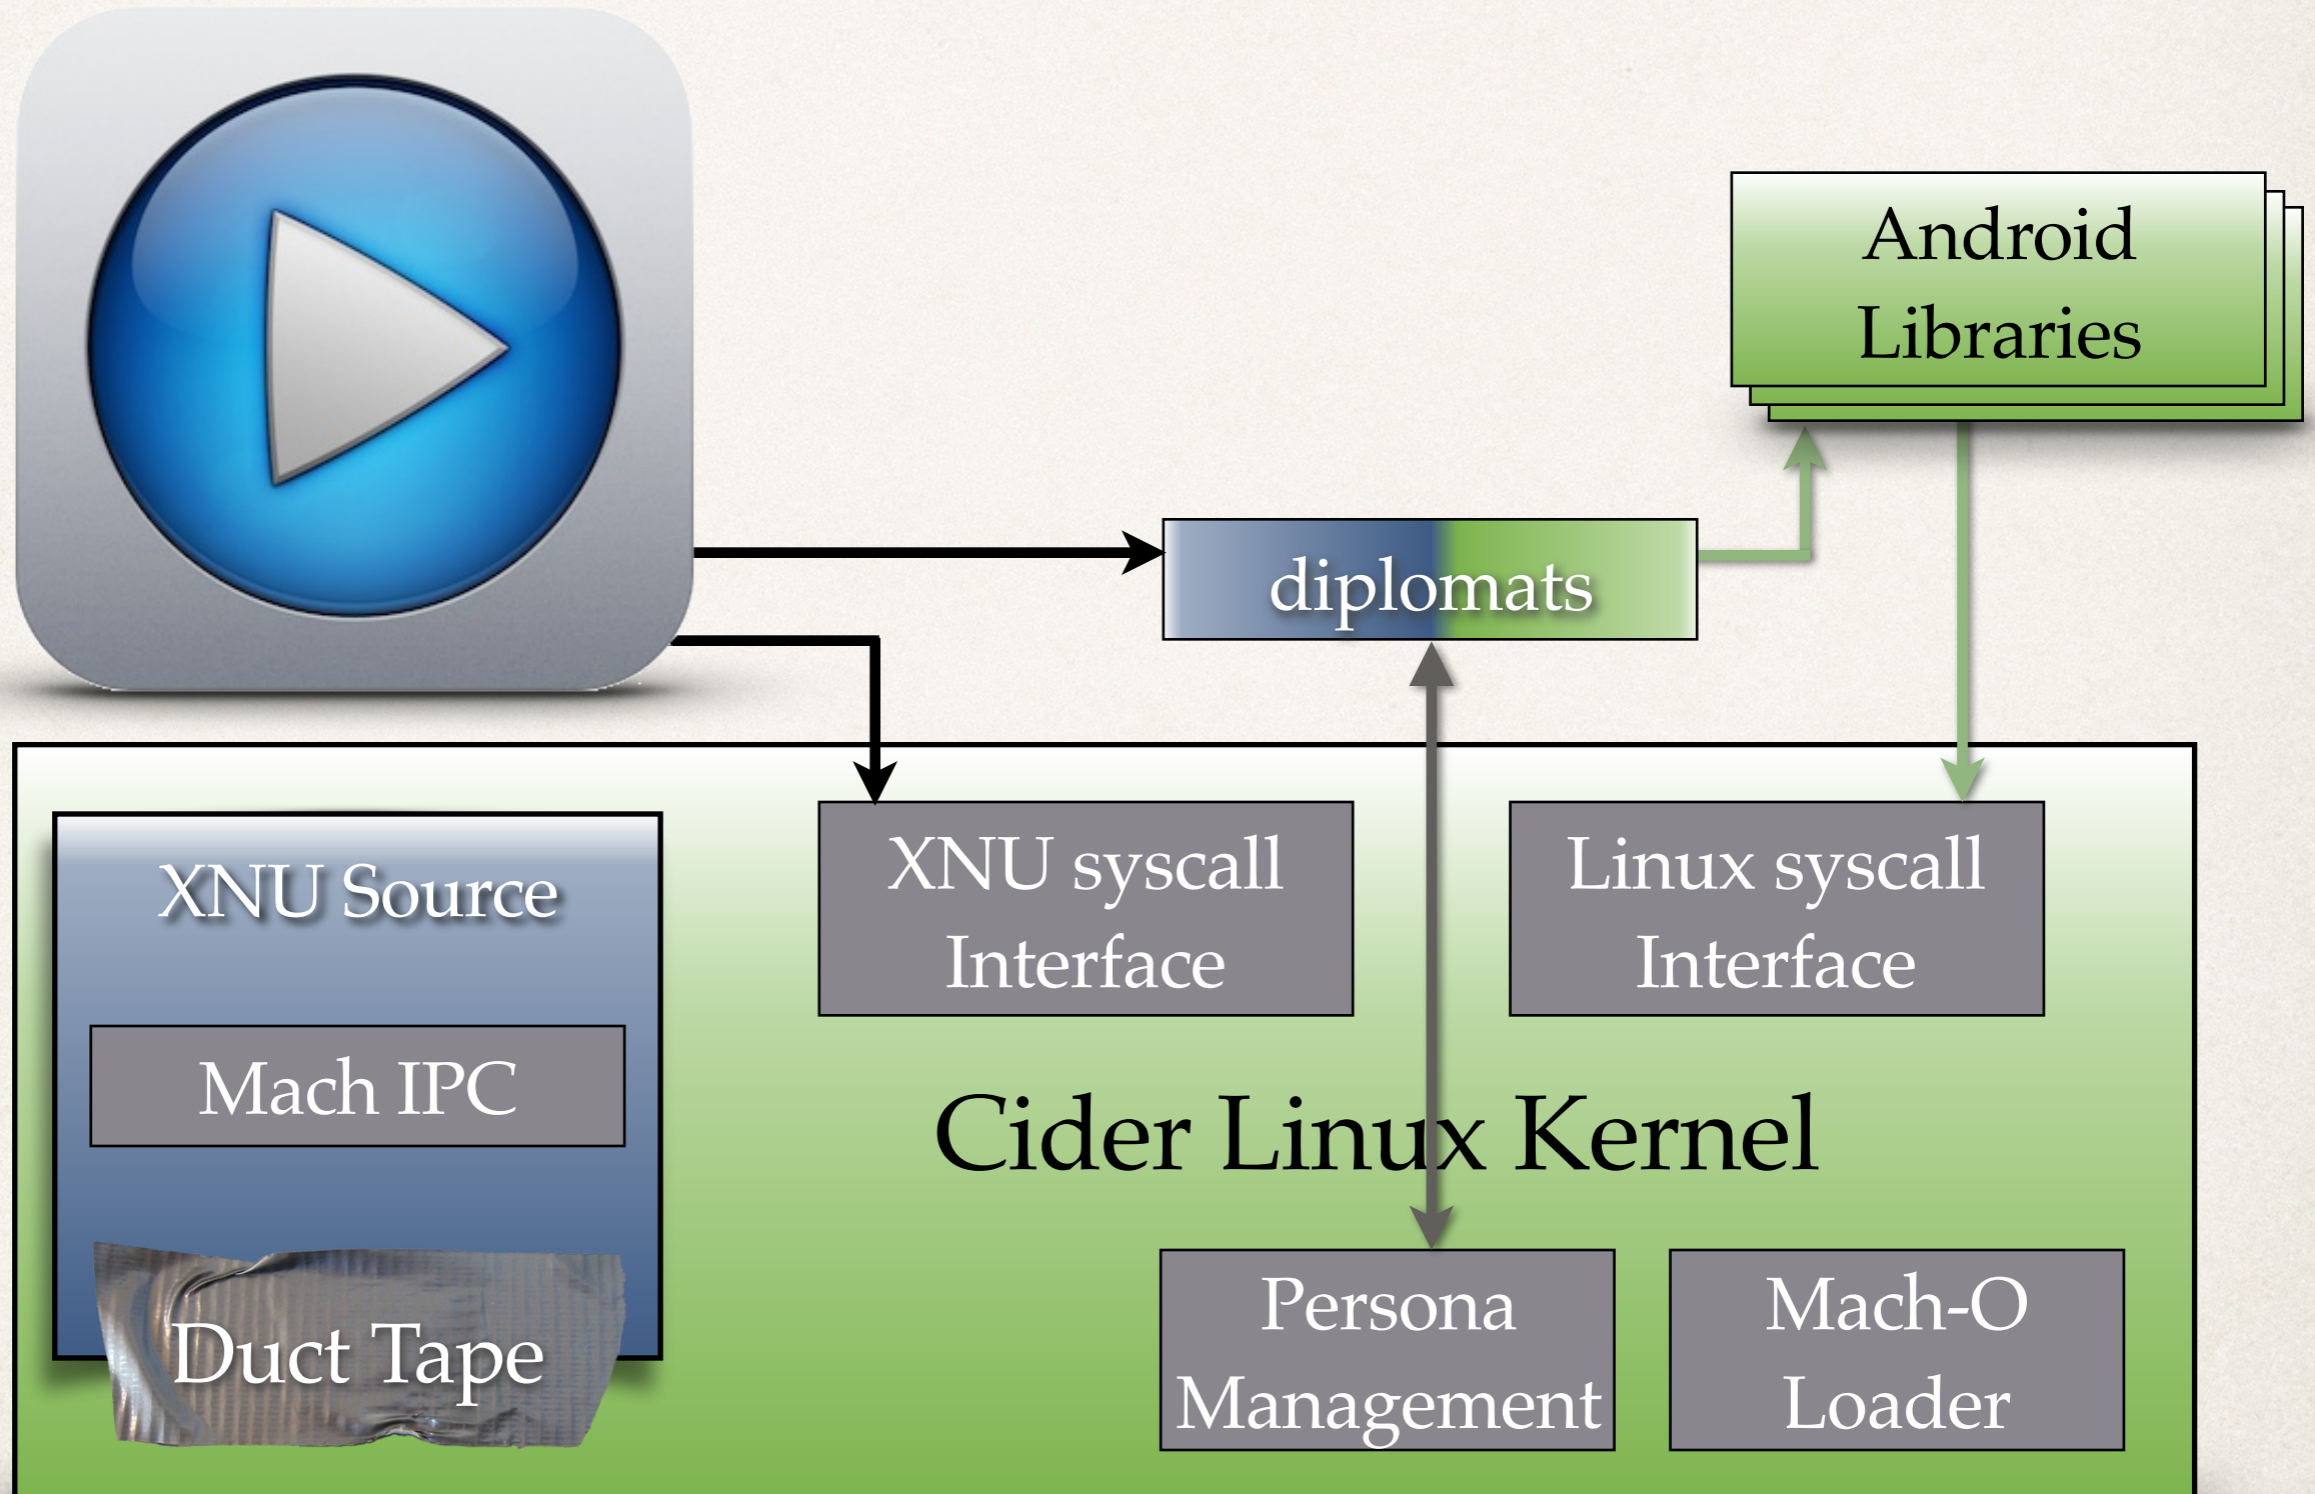 Android
Libraries
diplomats
XNU Source
Mach IPC
Duct Tape
XNU syscall
Interface
Linux syscall
Interface
Cider Linux Kernel
Persona
Management
Mach-O
Loader